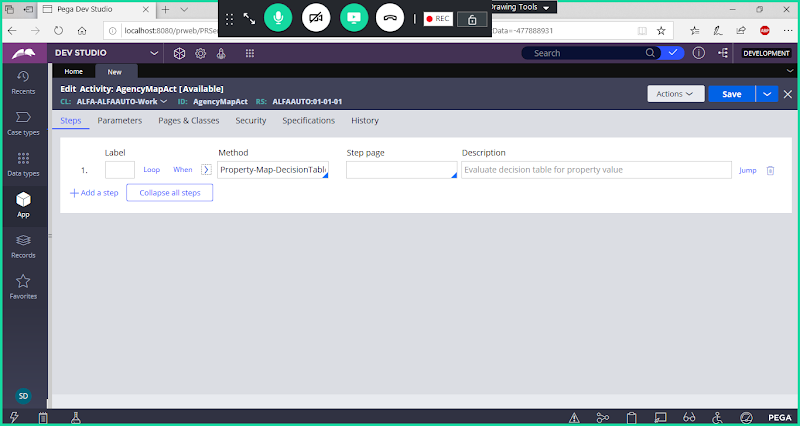 Pega Dev Studio
Drawing Tools
localhost:8080/prweb/PRSe
Data=-477888931
REC
ABP
DEV STUDIO
Search
DEVELOPMENT
Home
New
Recents
Edit Activity: AgencyMapAct [Available]
CL: ALFA-ALFAAUTO-Work
ID: AgencyMapAct
RS: ALFAAUTO:01-01-01
Actions
Save
Steps
Parameters
Pages & Classes
Security
Specifications
History
Case types
Label
Method
Step page
Description
1.
Loop
When
Property-Map-DecisionTabl
Evaluate decision table for property value
Jump
Data types
Add a step
Collapse all steps
App
Records
Favorites
SD
PEGA